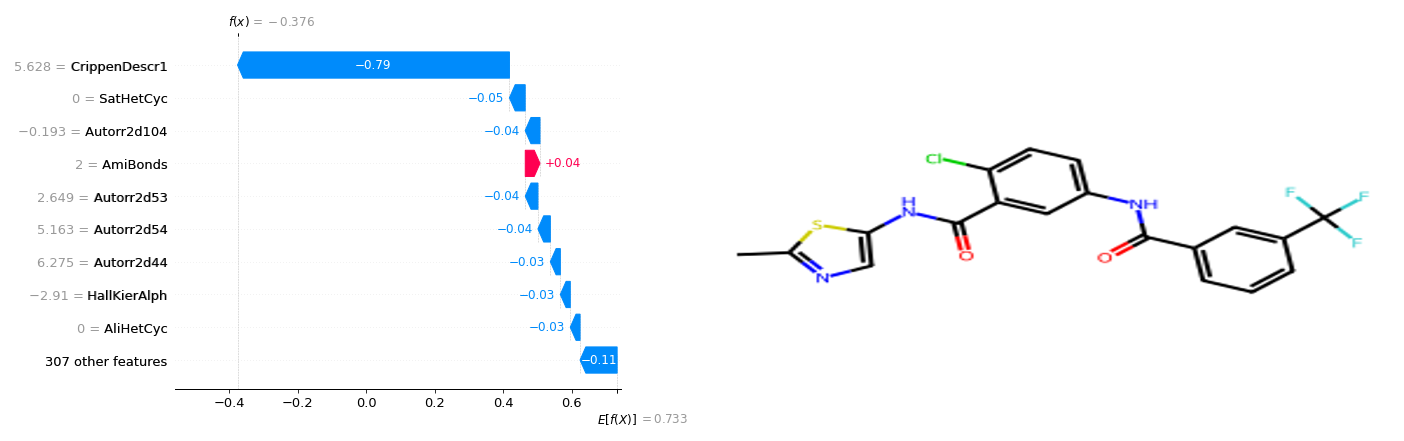 f(x) = −0.376
5.628 = CrippenDescr1
−0.79
0 = SatHetCyc
−0.05
−0.193 = Autorr2d104
−0.04
2 = AmiBonds
+0.04
2.649 = Autorr2d53
−0.04
5.163 = Autorr2d54
−0.04
6.275 = Autorr2d44
−0.03
−2.91 = HallKierAlph
−0.03
0 = AliHetCyc
−0.03
307 other features
−0.11
−0.4 −0.2 0.0 0.2 0.4 0.6
E[f(X)] = 0.733
Cl
H
N
S
N
O
NH
O
F
F
F